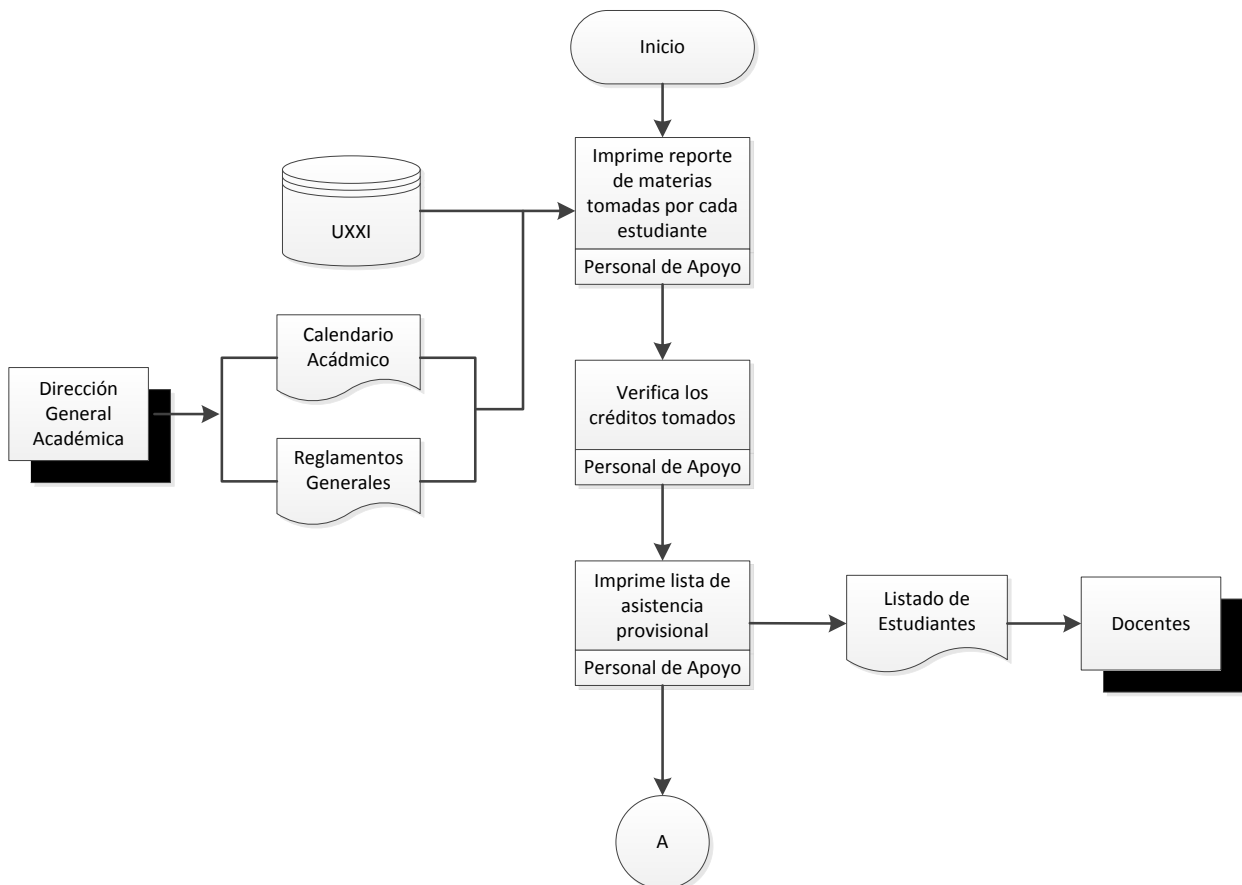 Inicio
Imprime reporte
de materias
tomadas por cada
estudiante
Personal de Apoyo
UXXI
Calendario
Acádmico
Dirección
General
Académica
Reglamentos
Generales
Verifica los
créditos tomados
Personal de Apoyo
Imprime lista de
asistencia
provisional
Personal de Apoyo
Listado de
Estudiantes
Docentes
A